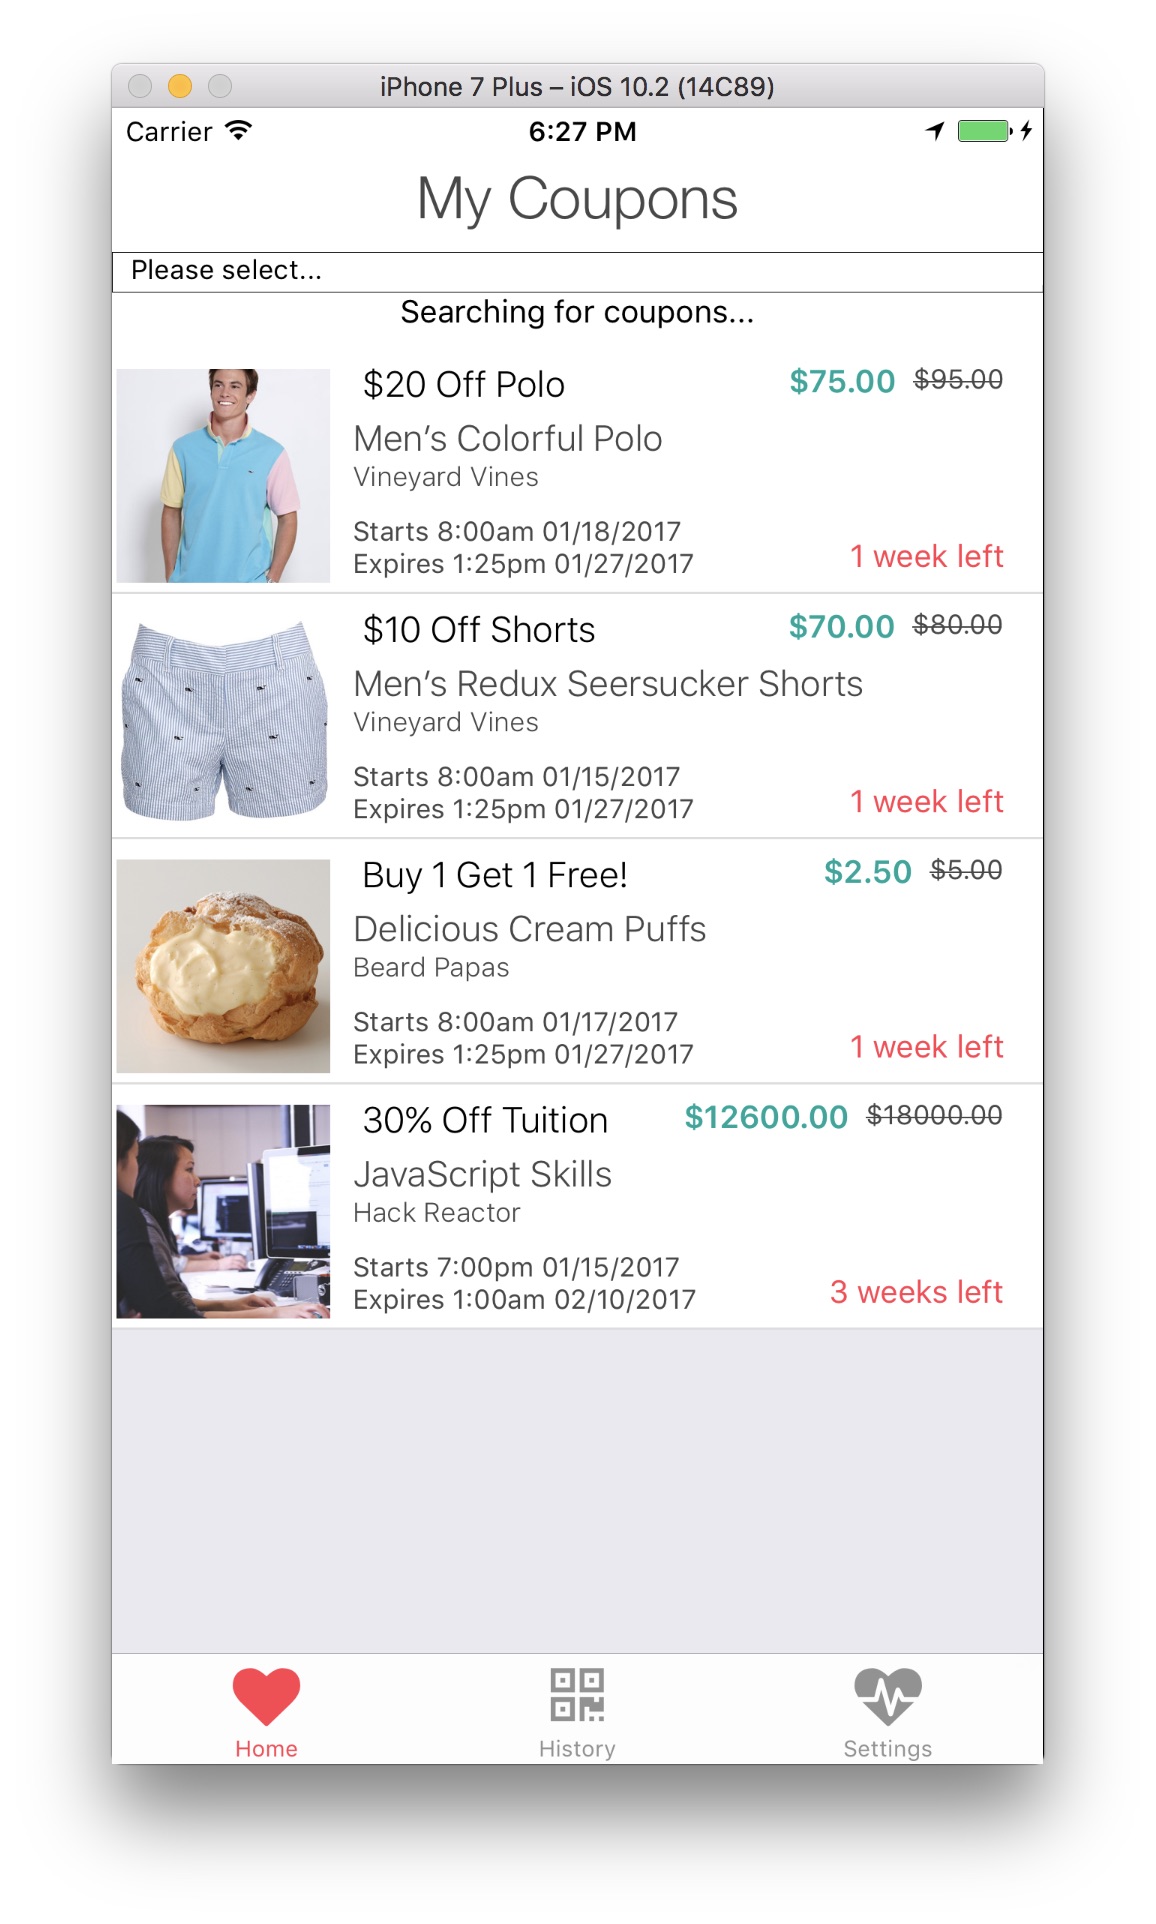 iPhone 7 Plus – iOS 10.2 (14C89)
Carrier 6:27 PM
My Coupons
Please select...
Searching for coupons...
$20 Off Polo $75.00 $95.00
Men’s Colorful Polo
Vineyard Vines
Starts 8:00am 01/18/2017
Expires 1:25pm 01/27/2017 1 week left
$10 Off Shorts $70.00 $80.00
Men’s Redux Seersucker Shorts
Vineyard Vines
Starts 8:00am 01/15/2017
Expires 1:25pm 01/27/2017 1 week left
Buy 1 Get 1 Free! $2.50 $5.00
Delicious Cream Puffs
Beard Papas
Starts 8:00am 01/17/2017
Expires 1:25pm 01/27/2017 1 week left
30% Off Tuition $12600.00 $18000.00
JavaScript Skills
Hack Reactor
Starts 7:00pm 01/15/2017
Expires 1:00am 02/10/2017 3 weeks left
Home History Settings